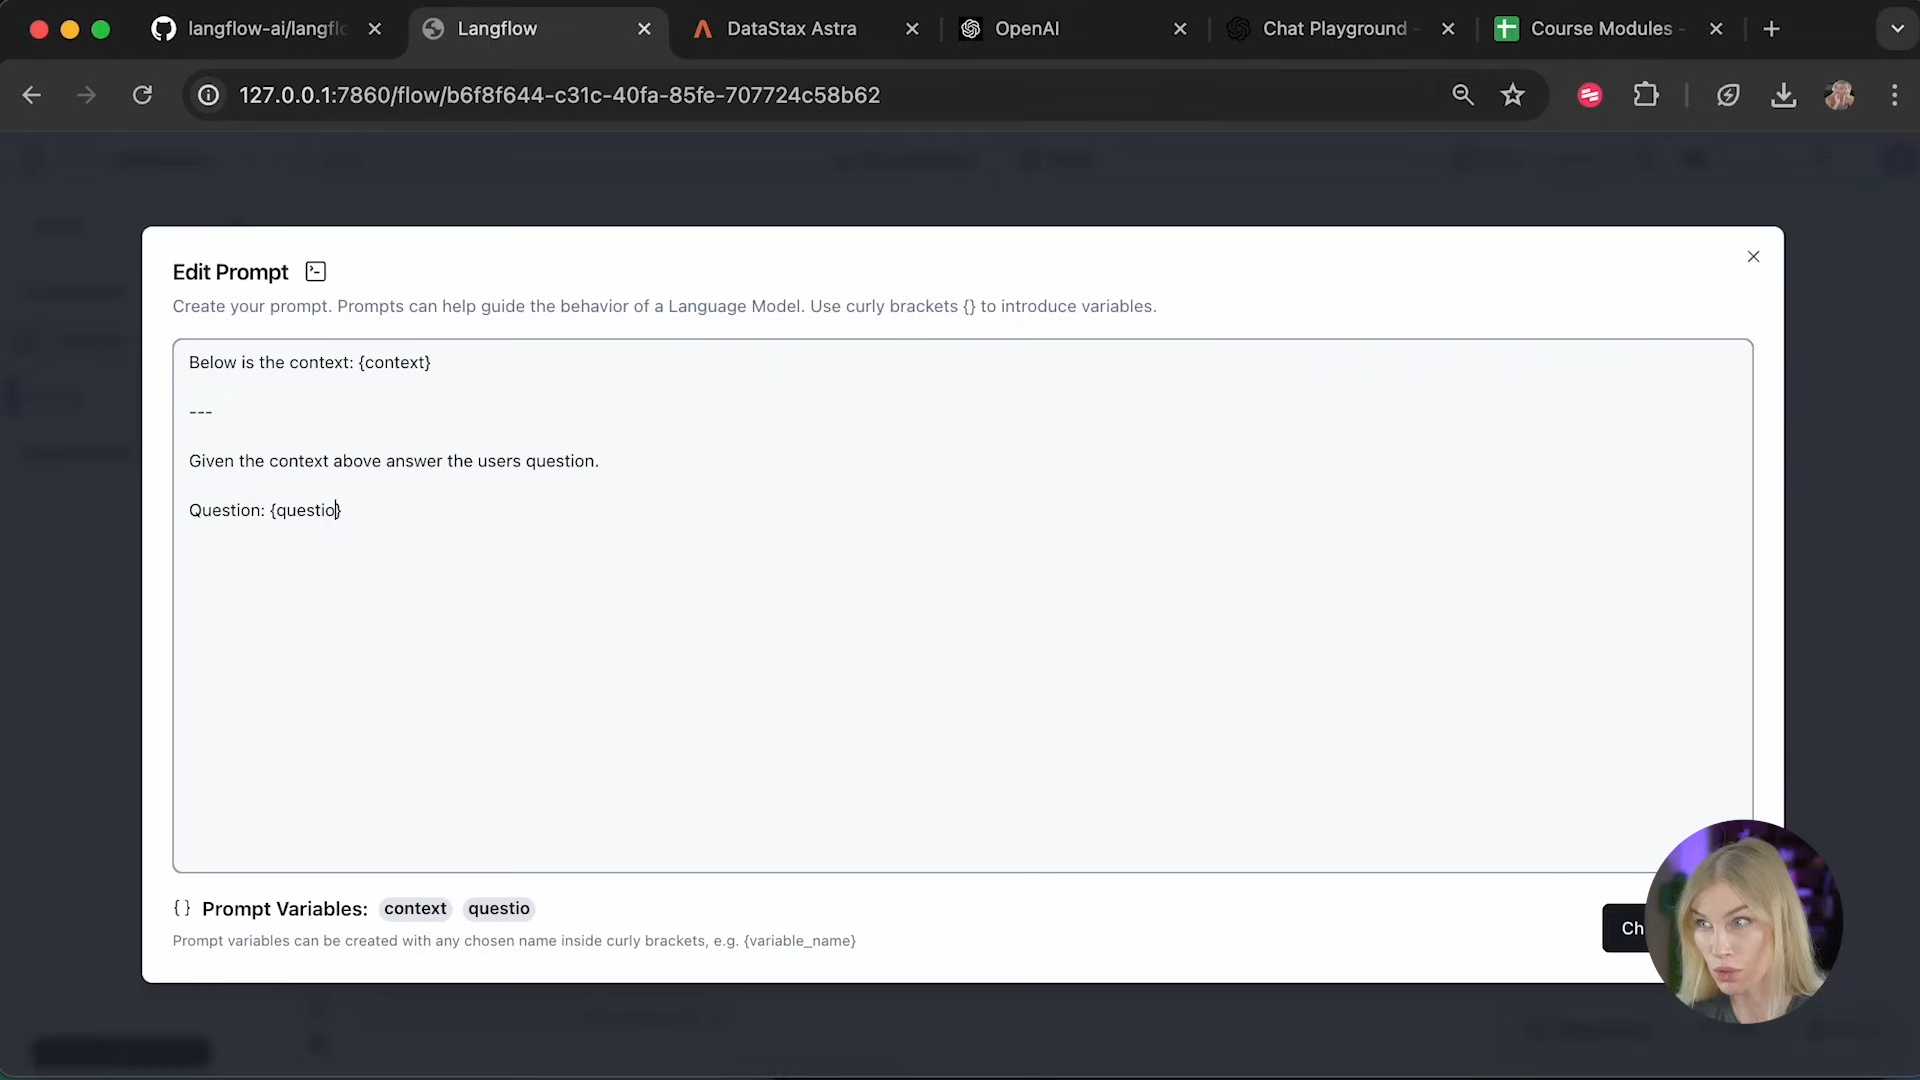 langflow-ai/langflo
Langflow
DataStax Astra
OpenAI
Chat Playground -
Course Modules -
127.0.0.1:7860/flow/b6f8f644-c31c-40fa-85fe-707724c58b62
Edit Prompt
Create your prompt. Prompts can help guide the behavior of a Language Model. Use curly brackets {} to introduce variables.
Below is the context: {context}
---
Given the context above answer the users question.
Question: {questio}
{} Prompt Variables: context questio
Prompt variables can be created with any chosen name inside curly brackets, e.g. {variable_name}
Ch